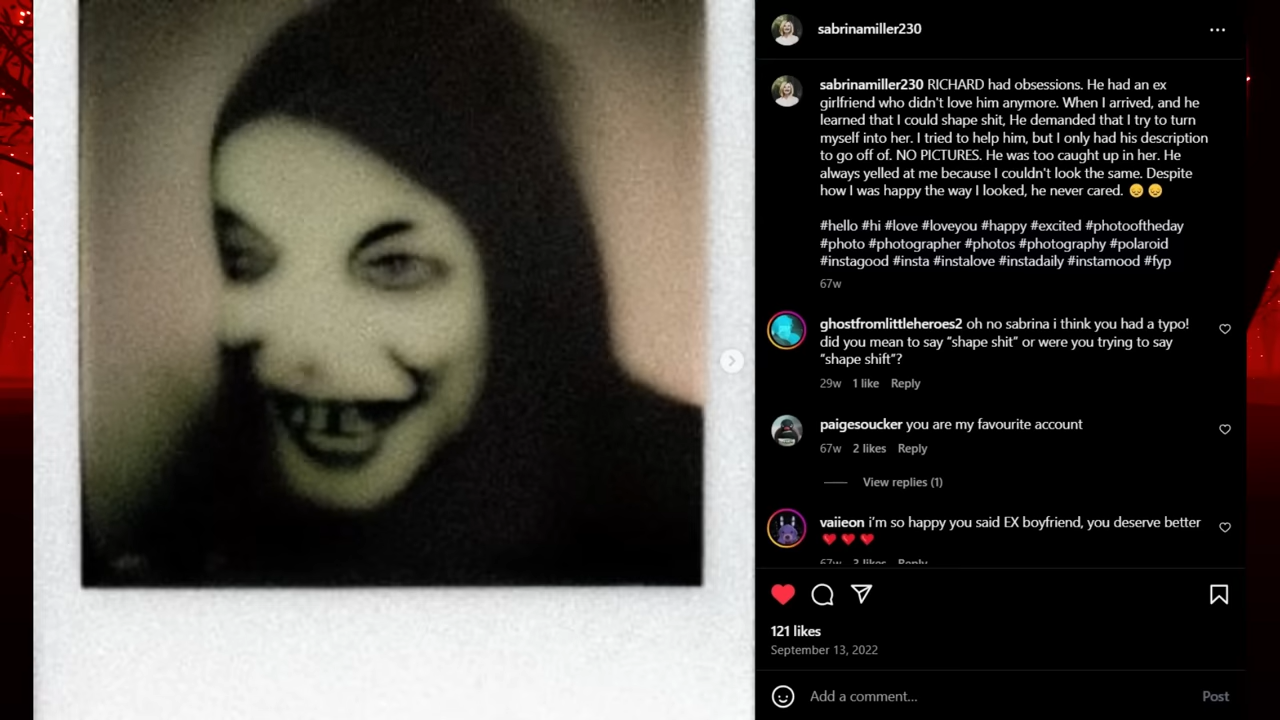 sabrinamiller230
sabrinamiller230 RICHARD had obsessions. He had an ex
girlfriend who didn't love him anymore. When I arrived, and he
learned that I could shape shit, He demanded that I try to turn
myself into her. I tried to help him, but I only had his description
to go off of. NO PICTURES. He was too caught up in her. He
always yelled at me because I couldn't look the same. Despite
how I was happy the way I looked, he never cared. 😞 😞
#hello #hi #love #loveyou #happy #excited #photooftheday
#photo #photographer #photos #photography #polaroid
#instagood #insta #instalove #instadaily #instamood #fyp
67w
ghostfromlittleheroes2 oh no sabrina i think you had a typo!
did you mean to say “shape shit” or were you trying to say
“shape shift”?
29w 1 like Reply
paigesoucker you are my favourite account
67w 2 likes Reply
View replies (1)
vaiieon i’m so happy you said EX boyfriend, you deserve better
❤️ ❤️ ❤️
67w 3 likes Reply
121 likes
September 13, 2022
Add a comment...
Post